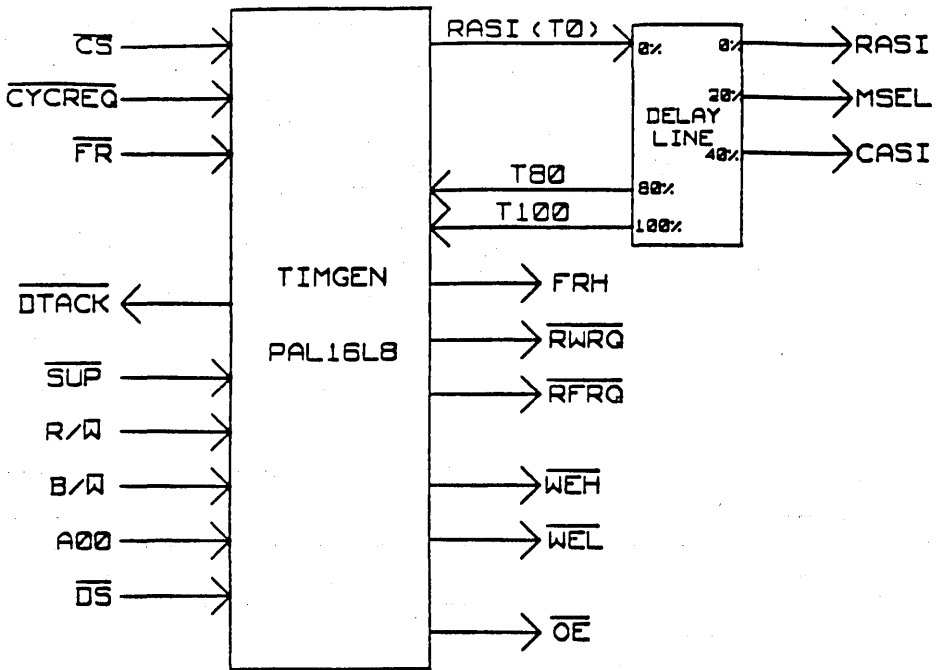 CS
CYCREQ
FR
DTACK
SUP
R/W
B/W
A00
DS
TIMGEN
PAL16L8
RASI (T0)
T80
T100
FRH
RWRQ
RFRQ
WEH
WEL
OE
0%
0%
20%
DELAY
LINE
40%
80%
100%
RASI
MSEL
CASI